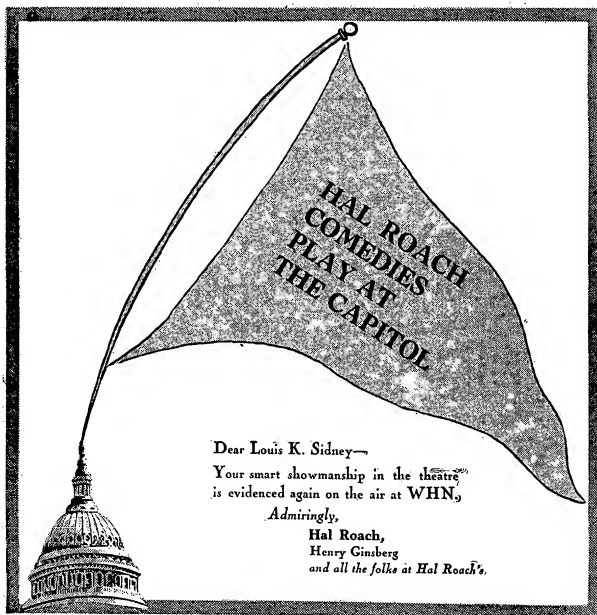 HAL ROACH
COMEDIES
PLAY AT
THE CAPITOL
Dear Louis K. Sidney—
Your smart showmanship in the theatre
is evidenced again on the air at WHN,
Admiringly,
Hal Roach,
Henry Ginsberg
and all the folks at Hal Roach's.